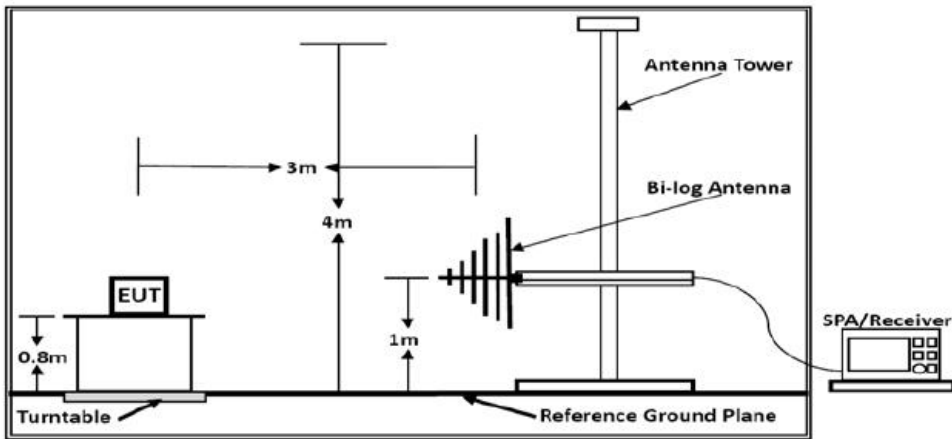 Antenna Tower
3m
Bi-log Antenna
4m
EUT
SPA/Receiver
0.8m
1m
Turntable
Reference Ground Plane